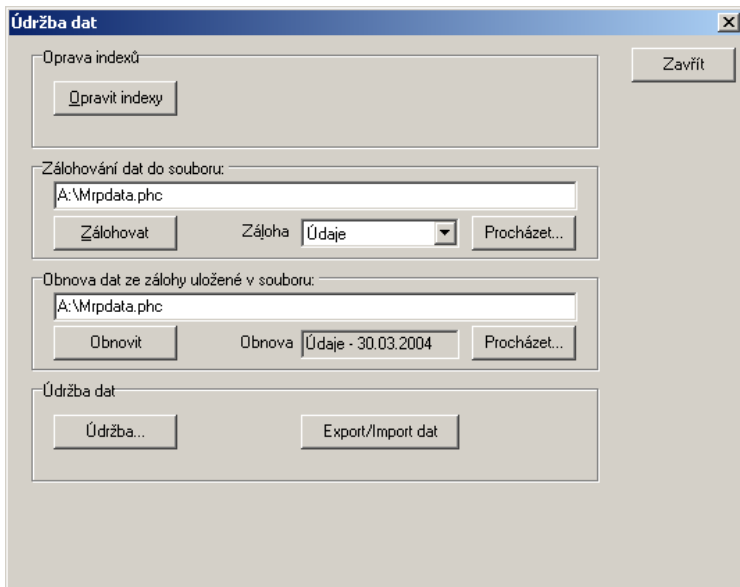 Údržba dat
Oprava indexů
Zavřít
Opravit indexy
Zálohování dat do souboru:
A:\Mrpdata.phc
Zálohovat Záloha Údaje Procházet...
Obnova dat ze zálohy uložené v souboru:
A:\Mrpdata.phc
Obnovit Obnova Údaje - 30.03.2004 Procházet...
Údržba dat
Údržba... Export/Import dat